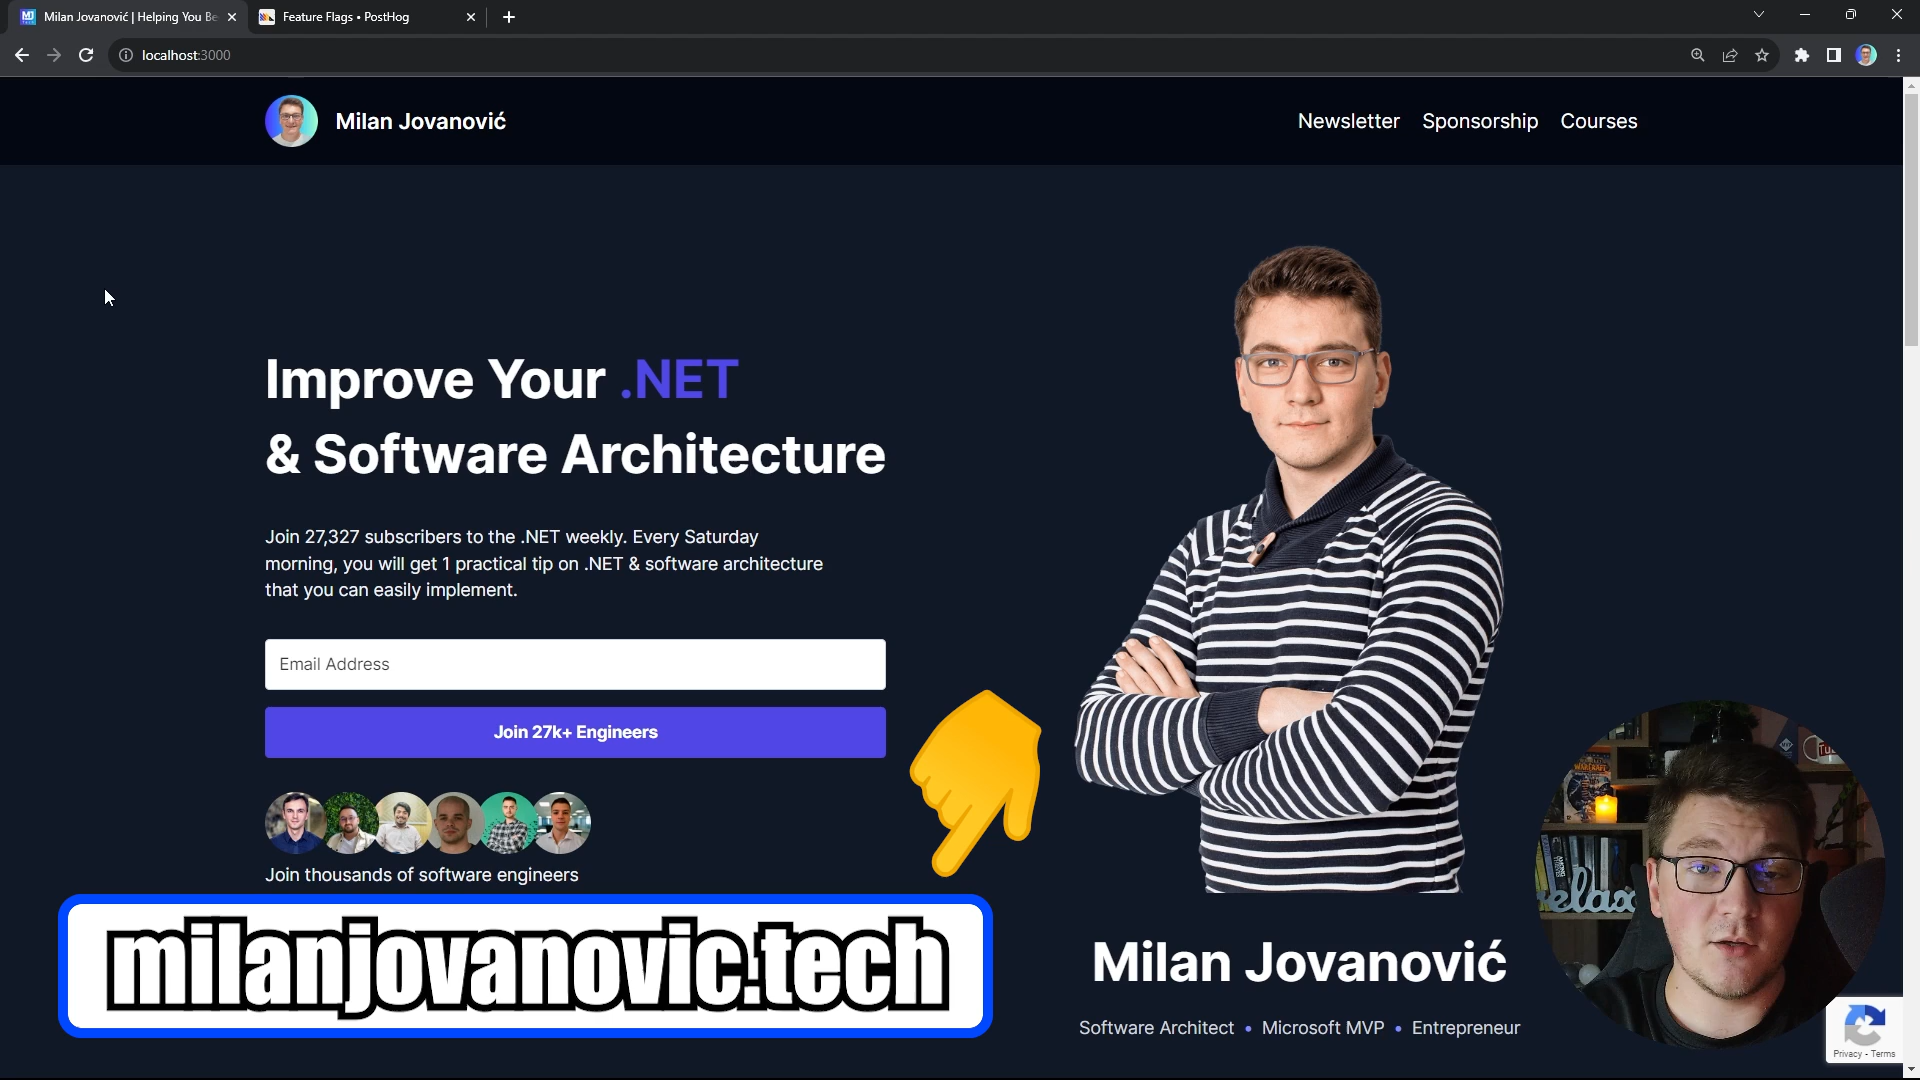 Milan Jovanović | Helping You Be
Feature Flags • PostHog
localhost:3000
Milan Jovanović
Newsletter
Sponsorship
Courses
Improve Your .NET
& Software Architecture
Join 27,327 subscribers to the .NET weekly. Every Saturday
morning, you will get 1 practical tip on .NET & software architecture
that you can easily implement.
Email Address
Join 27k+ Engineers
Join thousands of software engineers
milanjovanovic.tech
Milan Jovanović
Software Architect • Microsoft MVP • Entrepreneur
WARCRAFT
elax
Privacy - Terms